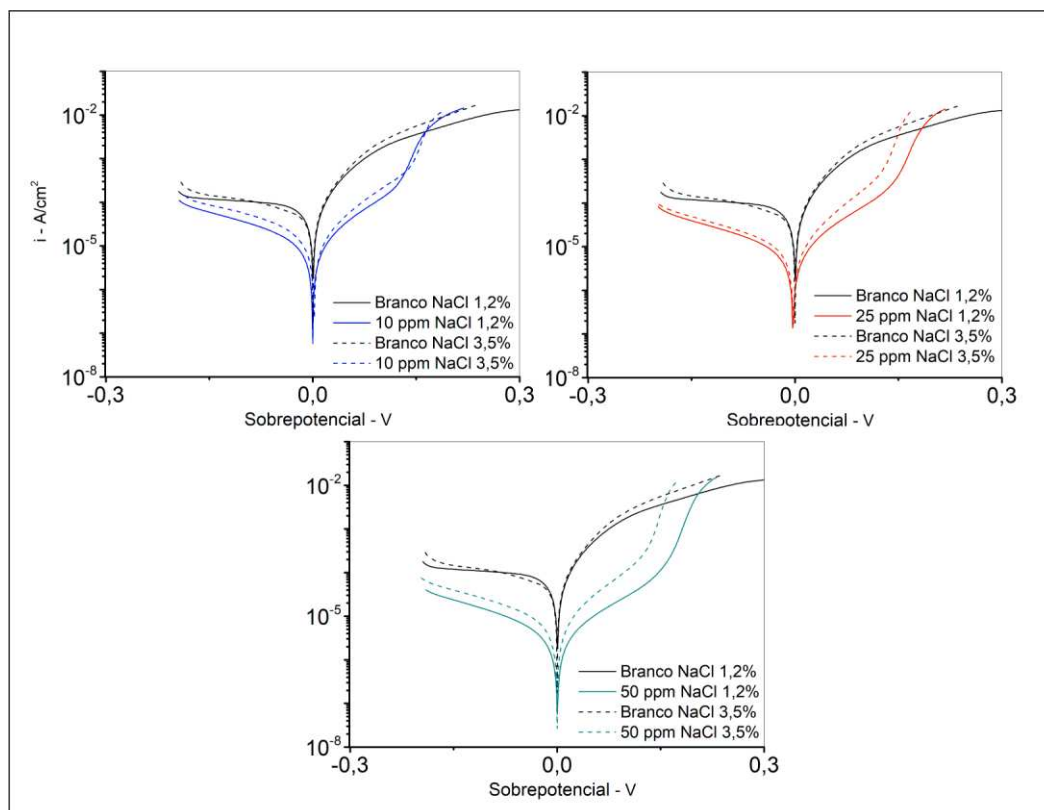 10⁻²
i - A/cm²
10⁻⁵
10⁻⁸
Branco NaCl 1,2%
10 ppm NaCl 1,2%
Branco NaCl 3,5%
10 ppm NaCl 3,5%
-0,3 0,0 0,3
Sobrepotencial - V
10⁻²
10⁻⁵
10⁻⁸
Branco NaCl 1,2%
25 ppm NaCl 1,2%
Branco NaCl 3,5%
25 ppm NaCl 3,5%
-0,3 0,0 0,3
Sobrepotencial - V
10⁻²
10⁻⁵
10⁻⁸
Branco NaCl 1,2%
50 ppm NaCl 1,2%
Branco NaCl 3,5%
50 ppm NaCl 3,5%
-0,3 0,0 0,3
Sobrepotencial - V